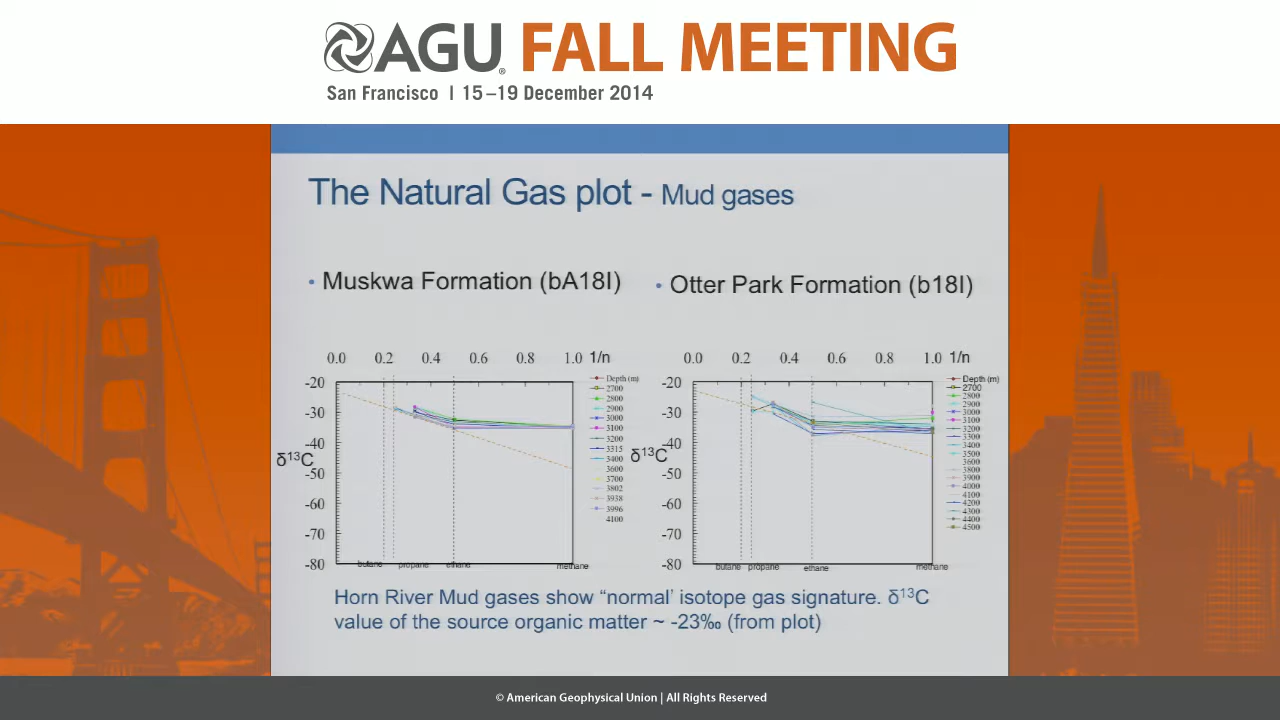 AGU FALL MEETING
San Francisco | 15–19 December 2014
The Natural Gas plot - Mud gases
• Muskwa Formation (bA18I)
• Otter Park Formation (b18I)
0.0 0.2 0.4 0.6 0.8 1.0 1/n
-20
-30
-40
δ13C
-50
-60
-70
-80
butane propane ethane methane
Depth (m)
2700
2800
2900
3000
3100
3200
3315
3400
3600
3700
3802
3938
3996
4100
0.0 0.2 0.4 0.6 0.8 1.0 1/n
-20
-30
-40
δ13C
-50
-60
-70
-80
butane propane ethane methane
Depth (m)
2700
2800
2900
3000
3100
3200
3300
3400
3500
3600
3800
3900
4000
4100
4200
4300
4400
4500
Horn River Mud gases show “normal’ isotope gas signature. δ13C
value of the source organic matter ~ -23‰ (from plot)
© American Geophysical Union | All Rights Reserved